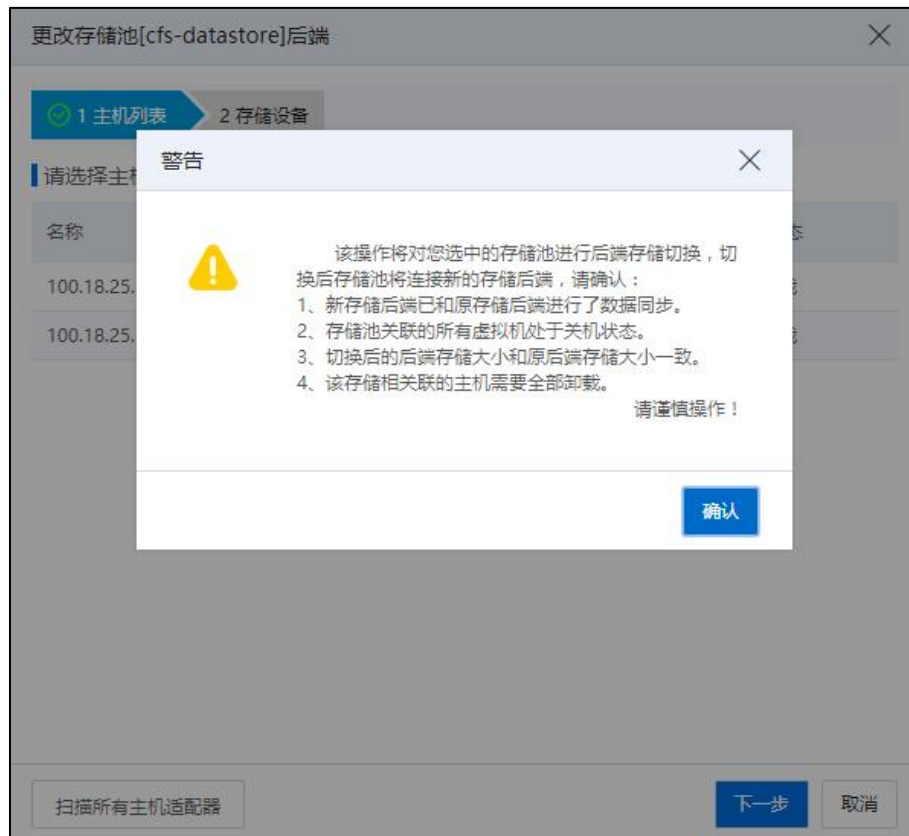 更改存储池[cfs-datastore]后端
1 主机列表
2 存储设备
请选择主
警告
名称
态
该操作将对您选中的存储池进行后端存储切换，切
换后存储池将连接新的存储后端，请确认：
1、新存储后端已和原存储后端进行了数据同步。
2、存储池关联的所有虚拟机处于关机状态。
3、切换后的后端存储大小和原后端存储大小一致。
4、该存储相关联的主机需要全部卸载。
请谨慎操作！
100.18.25.
100.18.25.
确认
扫描所有主机适配器
下一步
取消